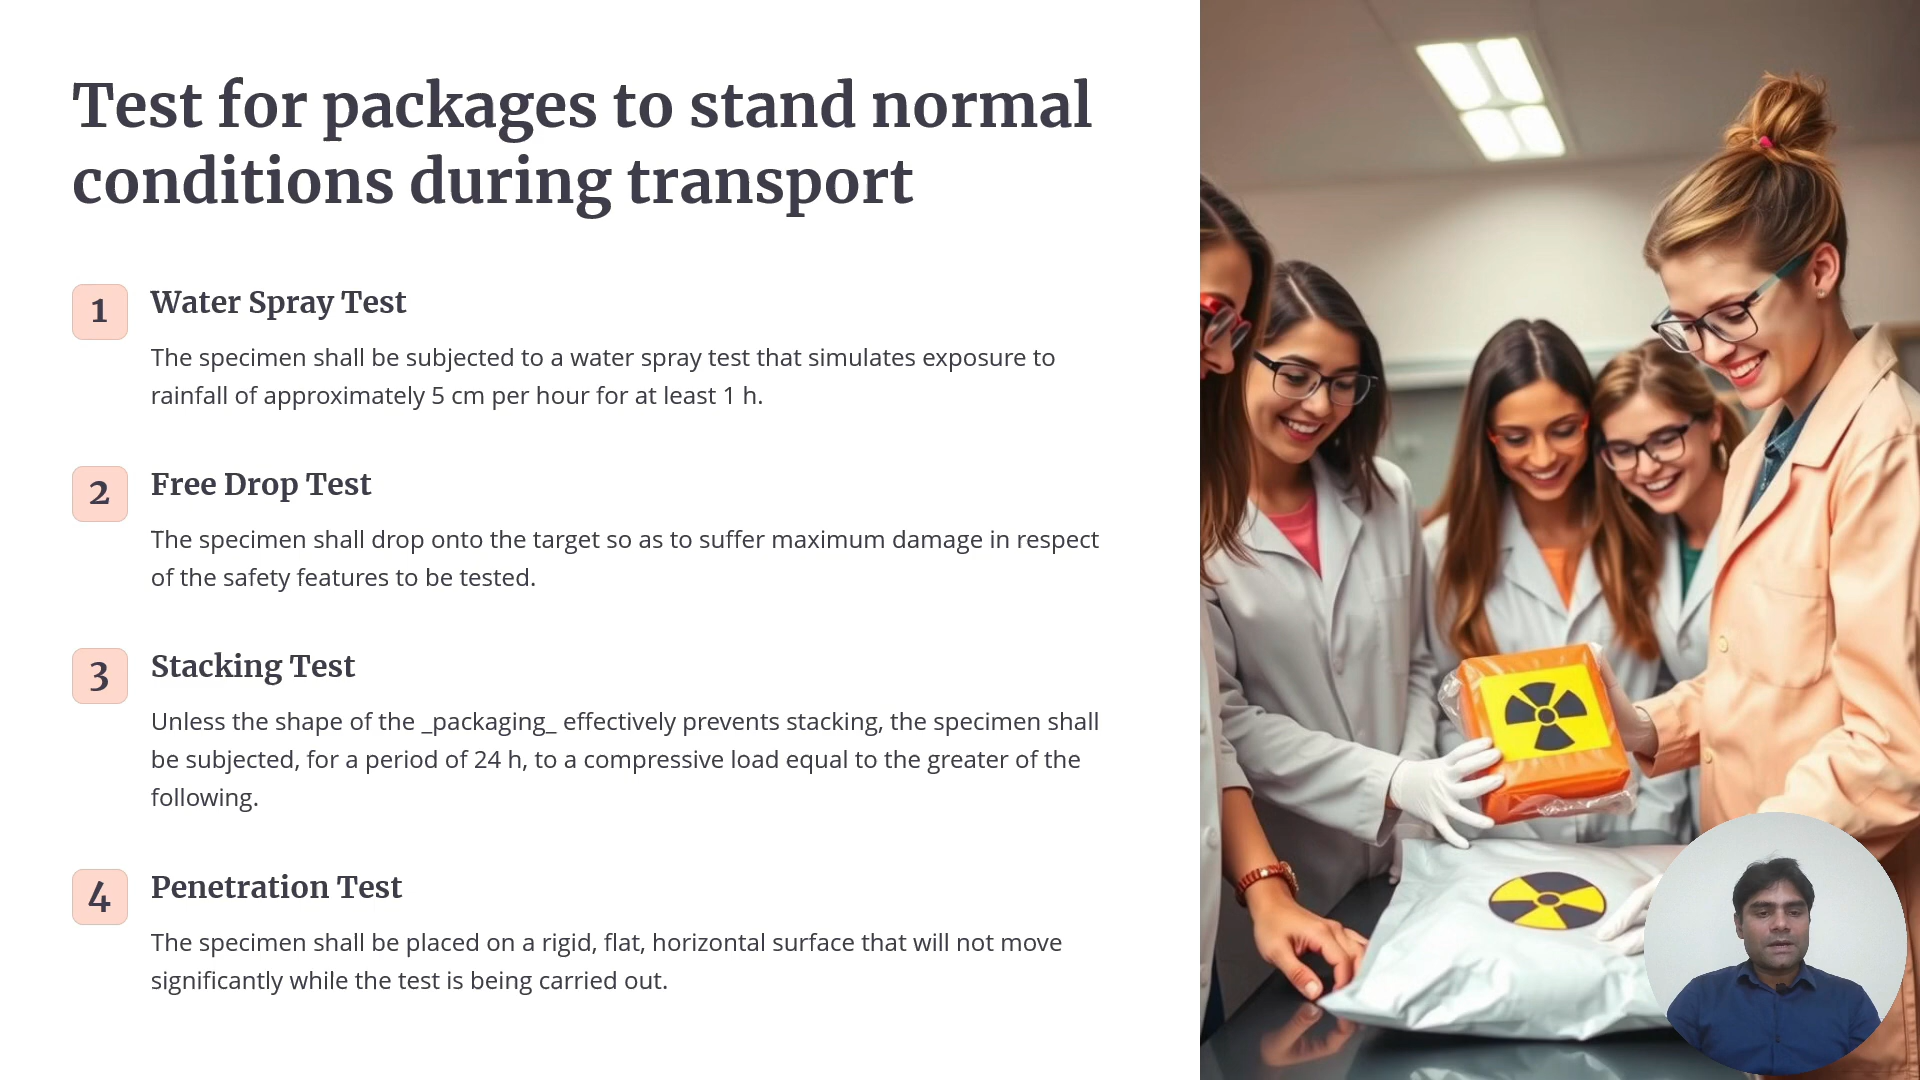 Test for packages to stand normal
conditions during transport
1
Water Spray Test
The specimen shall be subjected to a water spray test that simulates exposure to
rainfall of approximately 5 cm per hour for at least 1 h.
2
Free Drop Test
The specimen shall drop onto the target so as to suffer maximum damage in respect
of the safety features to be tested.
3
Stacking Test
Unless the shape of the _packaging_ effectively prevents stacking, the specimen shall
be subjected, for a period of 24 h, to a compressive load equal to the greater of the
following.
4
Penetration Test
The specimen shall be placed on a rigid, flat, horizontal surface that will not move
significantly while the test is being carried out.